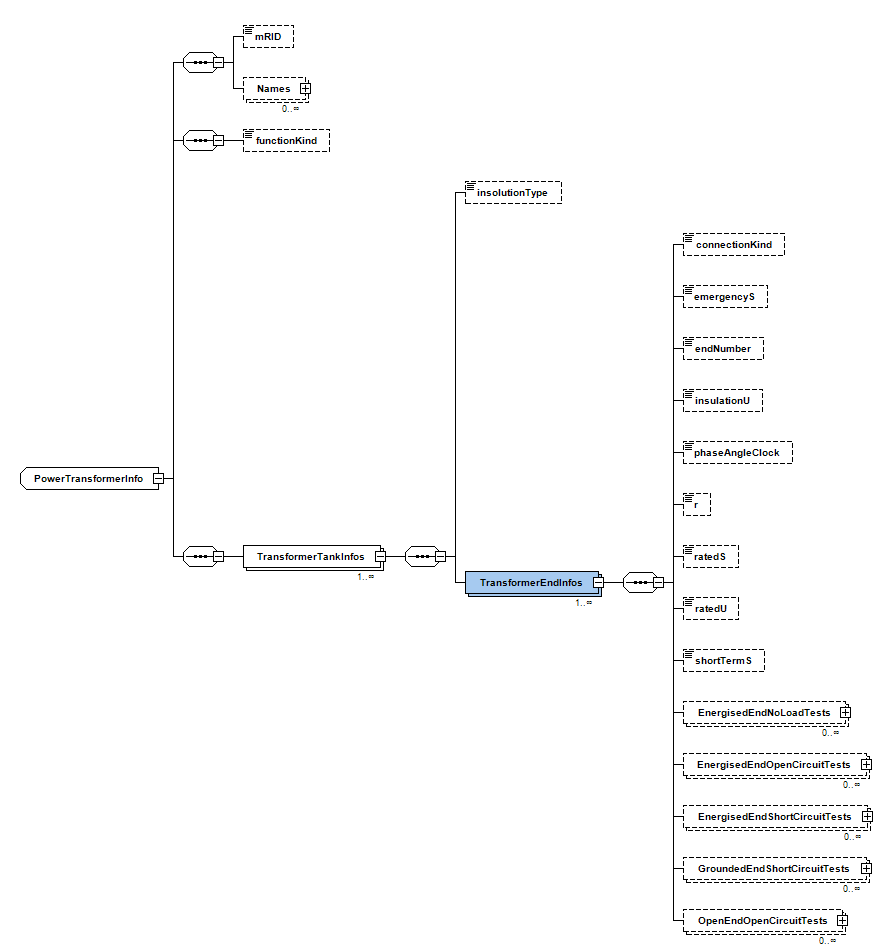 mRID
Names
0..∞
functionKind
insolutionType
connectionKind
emergencyS
endNumber
insulationU
phaseAngleClock
PowerTransformerInfo
r
TransformerTankInfos
1..∞
ratedS
TransformerEndInfos
1..∞
ratedU
shortTermS
EnergisedEndNoLoadTests
0..∞
EnergisedEndOpenCircuitTests
0..∞
EnergisedEndShortCircuitTests
0..∞
GroundedEndShortCircuitTests
0..∞
OpenEndOpenCircuitTests
0..∞